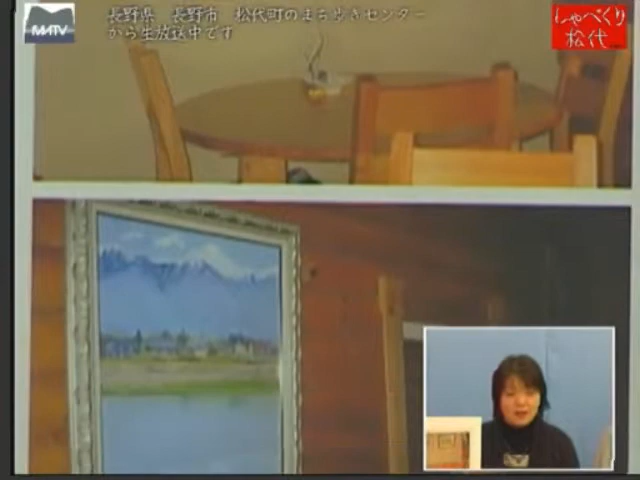 長野県 長野市 松代町のまち歩きセンター
から生放送中です
しゃべくり
松代